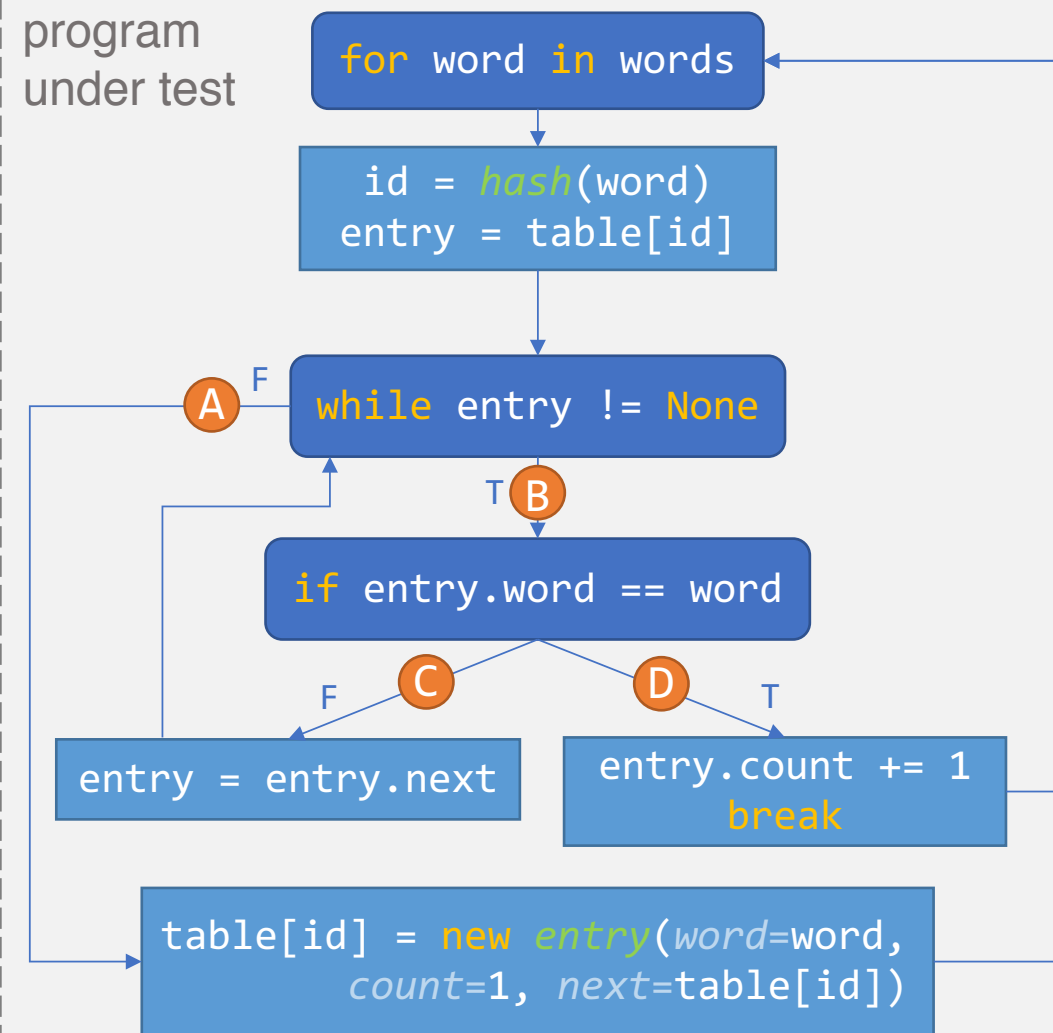 program
under test
for word in words
id = hash(word)
entry = table[id]
A
F
while entry != None
T
B
if entry.word == word
F
C
D
T
entry = entry.next
entry.count += 1
break
table[id] = new entry(word=word,
count=1, next=table[id])